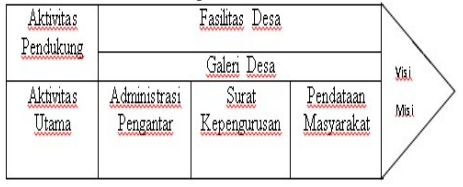 Aktivitas
Pendukung
Fasilitas Desa
Galeri Desa
Aktivitas
Utama
Administrasi
Pengantar
Surat
Kepengurusan
Pendataan
Masyarakat
Visi
Misi